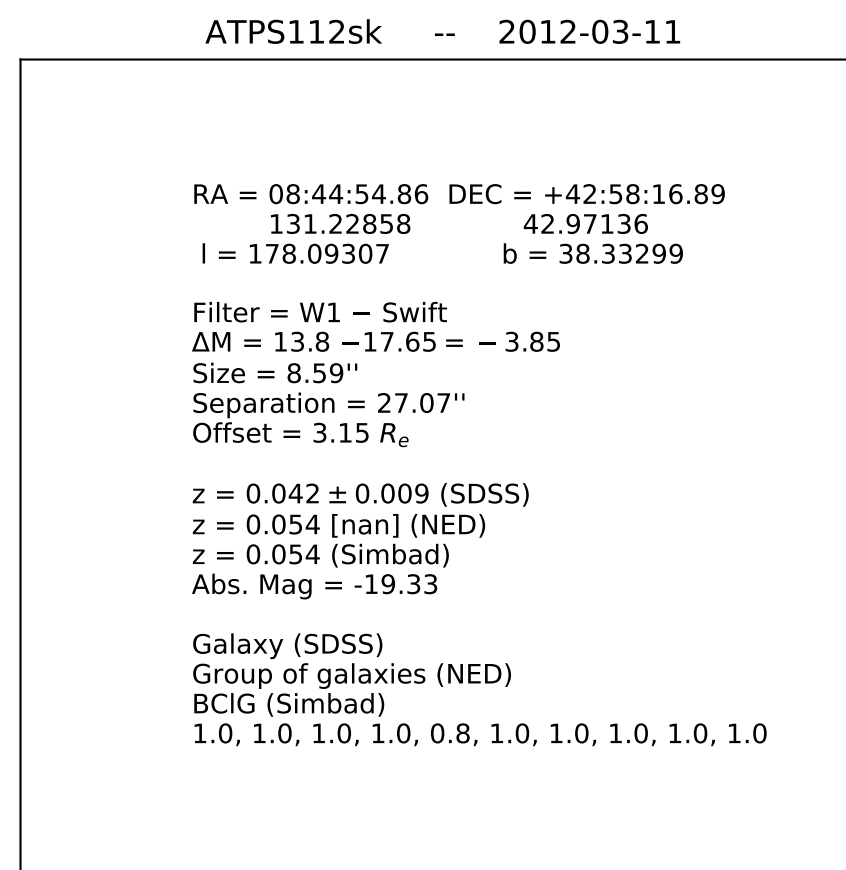 ATPS112sk -- 2012-03-11
RA = 08:44:54.86 DEC = +42:58:16.89
131.22858 42.97136
l = 178.09307 b = 38.33299
Filter = W1 − Swift
ΔM = 13.8 −17.65 = − 3.85
Size = 8.59''
Separation = 27.07''
Offset = 3.15 Rₑ
z = 0.042 ± 0.009 (SDSS)
z = 0.054 [nan] (NED)
z = 0.054 (Simbad)
Abs. Mag = -19.33
Galaxy (SDSS)
Group of galaxies (NED)
BClG (Simbad)
1.0, 1.0, 1.0, 1.0, 0.8, 1.0, 1.0, 1.0, 1.0, 1.0